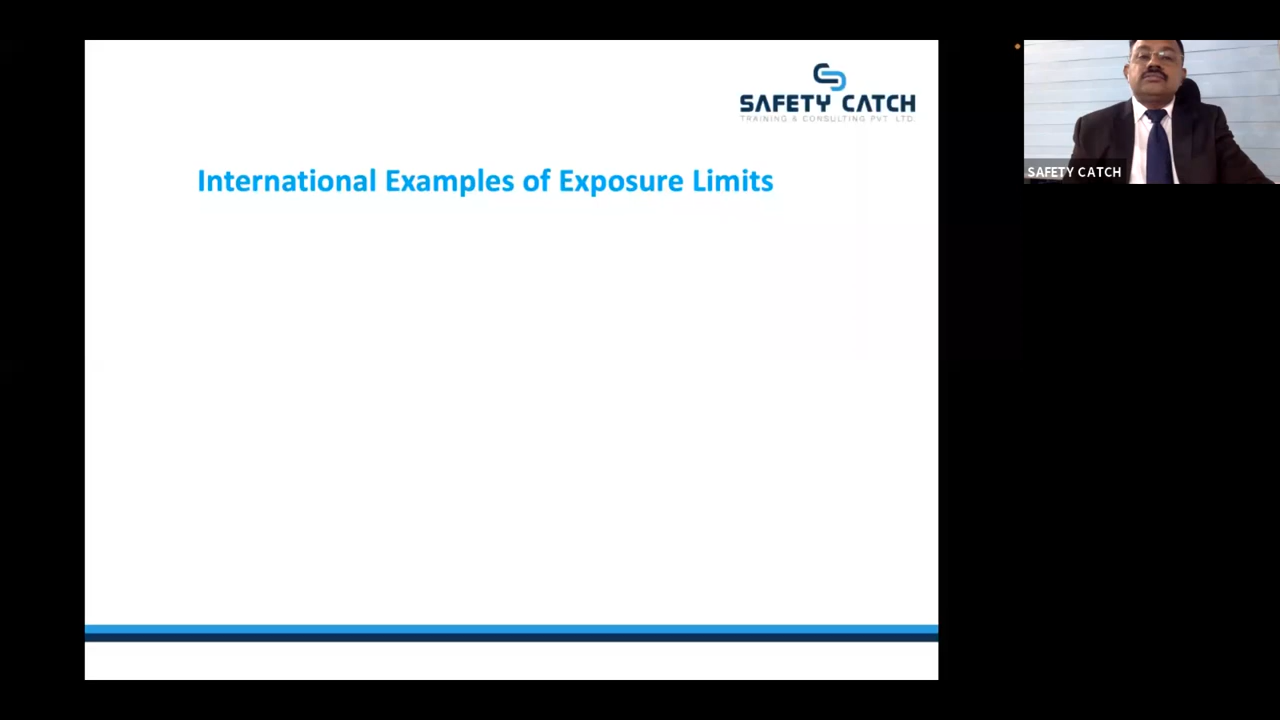 SAFETY CATCH
TRAINING & CONSULTING PVT. LTD.
International Examples of Exposure Limits
SAFETY CATCH